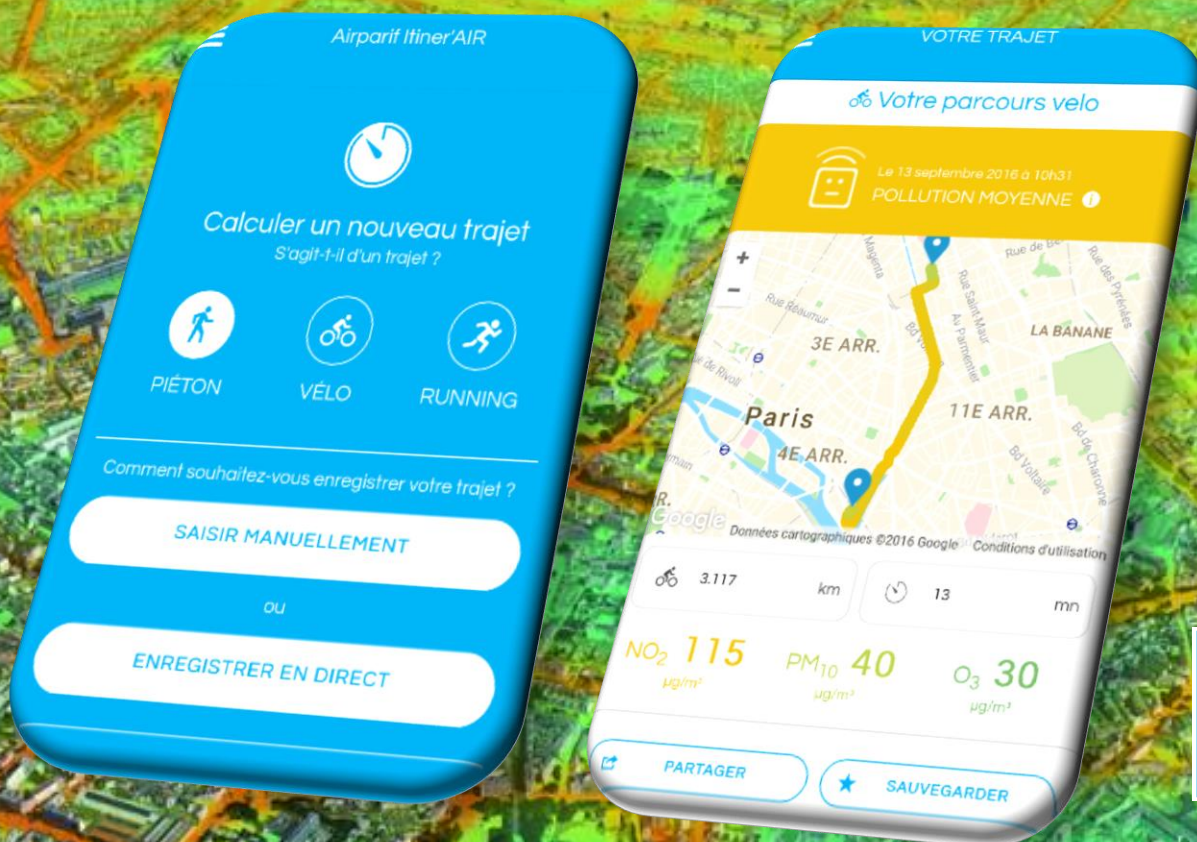 Airparif Itiner'AIR
Calculer un nouveau trajet
S'agit-t-il d'un trajet ?
PIÉTON
VÉLO
RUNNING
Comment souhaitez-vous enregistrer votre trajet ?
SAISIR MANUELLEMENT
ou
ENREGISTRER EN DIRECT
VOTRE TRAJET
Votre parcours velo
Le 13 septembre 2016 à 10h31
POLLUTION MOYENNE
+
−
Magenta
Rue des Pyrénées
Rue Réaumur
Rue Saint-Maur
Av Parmentier
LA BANANE
3E ARR.
de Rivoli
11E ARR.
Paris
4E ARR.
Bd Voltaire
Bd de Charonne
Google
Données cartographiques ©2016 Google
Conditions d'utilisation
3.117 km
13 mn
NO₂ 115
µg/m³
PM₁₀ 40
µg/m³
O₃ 30
µg/m³
PARTAGER
SAUVEGARDER